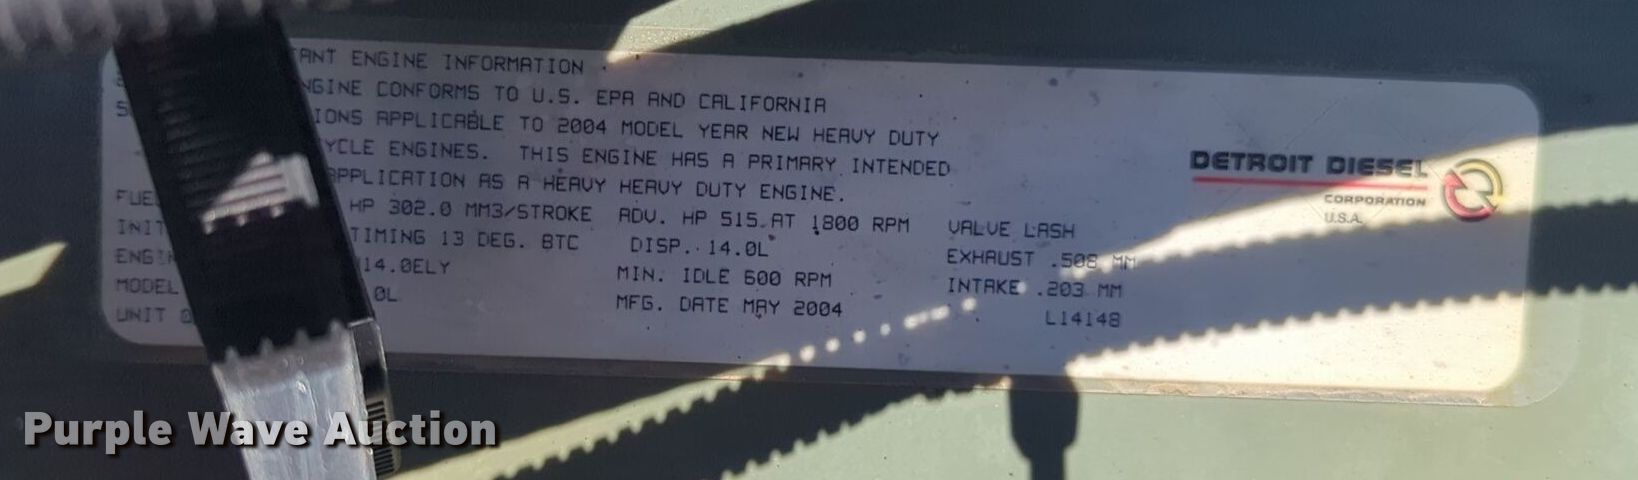 ANT ENGINE INFORMATION
NGINE CONFORMS TO U.S. EPA AND CALIFORNIA
IONS APPLICABLE TO 2004 MODEL YEAR NEW HEAVY DUTY
YCLE ENGINES. THIS ENGINE HAS A PRIMARY INTENDED
APPLICATION AS A HEAVY HEAVY DUTY ENGINE.
FUEL HP 302.0 MM3/STROKE ADV. HP 515 AT 1800 RPM VALVE LASH
INIT TIMING 13 DEG. BTC DISP. 14.0L EXHAUST .508 MM
ENGIN 14.0ELY MIN. IDLE 600 RPM INTAKE .203 MM
MODEL 0L MFG. DATE MAY 2004 L14148
UNIT
DETROIT DIESEL
CORPORATION
U.S.A.
Purple Wave Auction